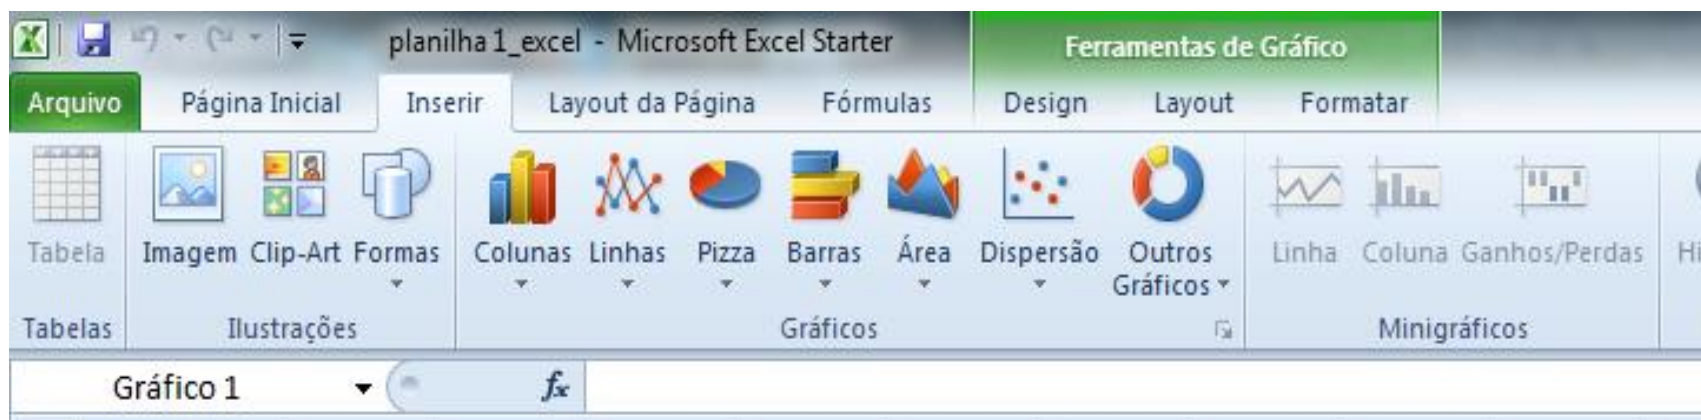 planilha 1_excel - Microsoft Excel Starter
Ferramentas de Gráfico
Arquivo Página Inicial Inserir Layout da Página Fórmulas Design Layout Formatar
Tabela Imagem Clip-Art Formas Colunas Linhas Pizza Barras Área Dispersão Outros Gráficos Linha Coluna Ganhos/Perdas
Tabelas Ilustrações Gráficos Minigráficos
Gráfico 1 fx